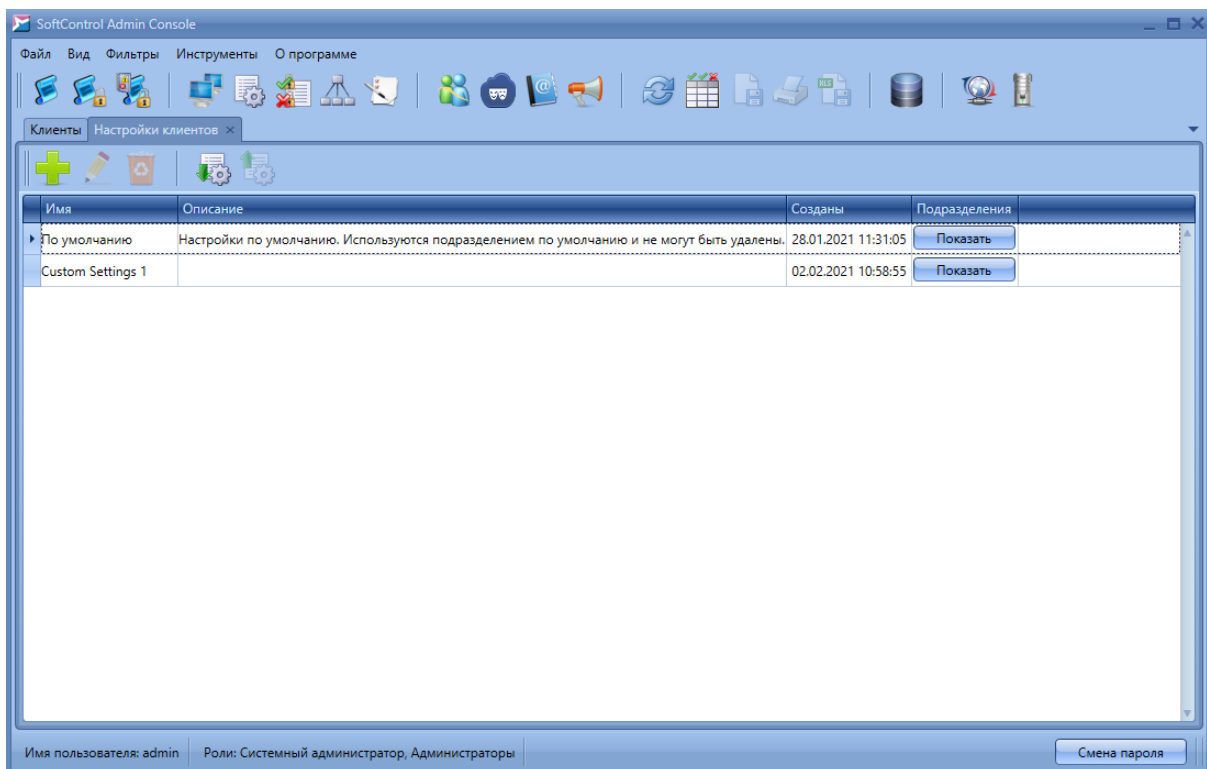 SoftControl Admin Console
Файл Вид Фильтры Инструменты О программе
Клиенты Настройки клиентов
Имя Описание Созданы Подразделения
По умолчанию Настройки по умолчанию. Используются подразделением по умолчанию и не могут быть удалены. 28.01.2021 11:31:05 Показать
Custom Settings 1 02.02.2021 10:58:55 Показать
Имя пользователя: admin Роли: Системный администратор, Администраторы Смена пароля